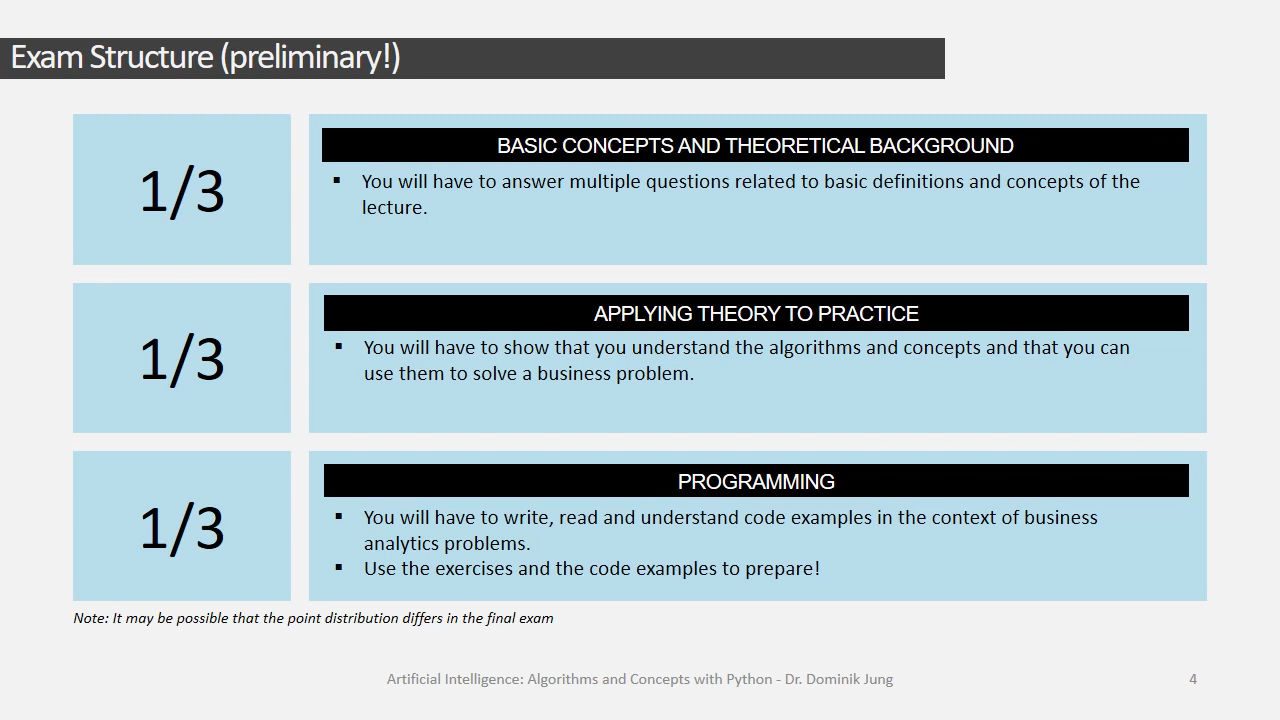 Exam Structure (preliminary!)
1/3
BASIC CONCEPTS AND THEORETICAL BACKGROUND
▪ You will have to answer multiple questions related to basic definitions and concepts of the
lecture.
1/3
APPLYING THEORY TO PRACTICE
▪ You will have to show that you understand the algorithms and concepts and that you can
use them to solve a business problem.
1/3
PROGRAMMING
▪ You will have to write, read and understand code examples in the context of business
analytics problems.
▪ Use the exercises and the code examples to prepare!
Note: It may be possible that the point distribution differs in the final exam
Artificial Intelligence: Algorithms and Concepts with Python - Dr. Dominik Jung
4